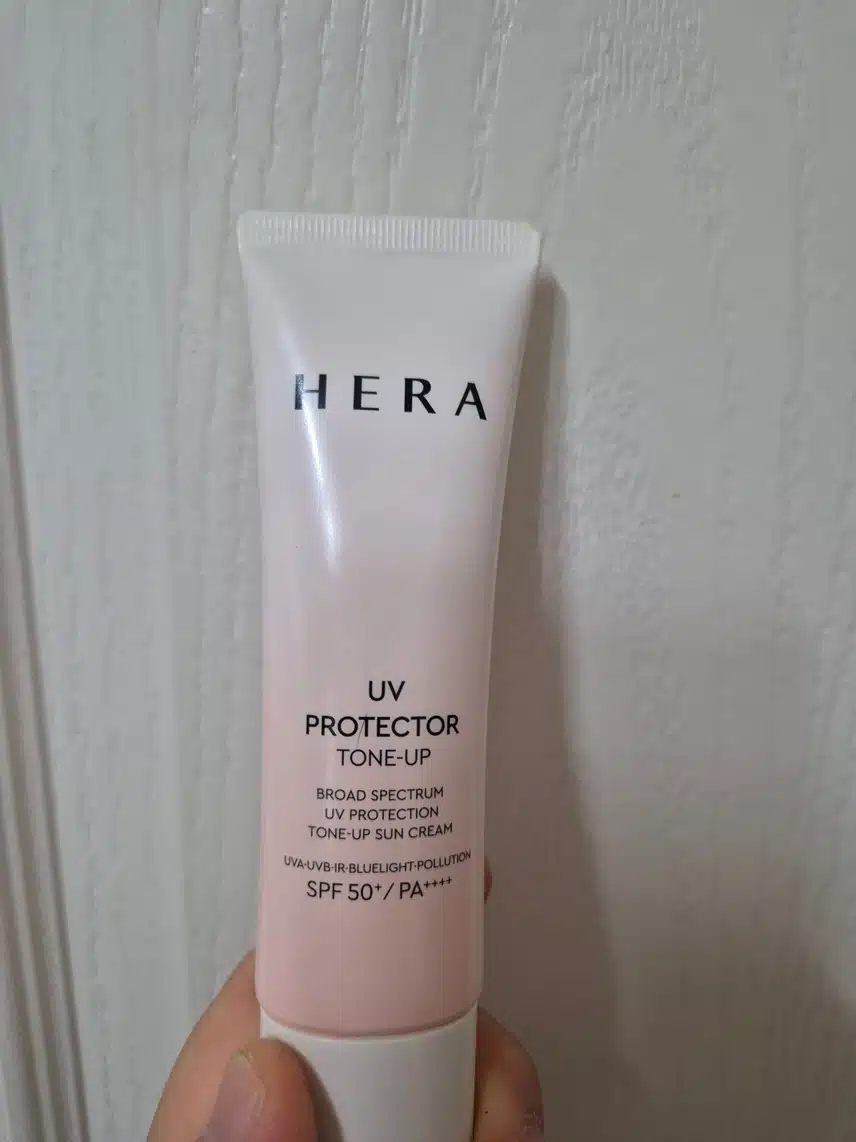 HERA
UV
PROTECTOR
TONE-UP
BROAD SPECTRUM
UV PROTECTION
TONE-UP SUN CREAM
UVA·UVB·IR·BLUELIGHT·POLLUTION
SPF 50⁺/ PA⁺⁺⁺⁺